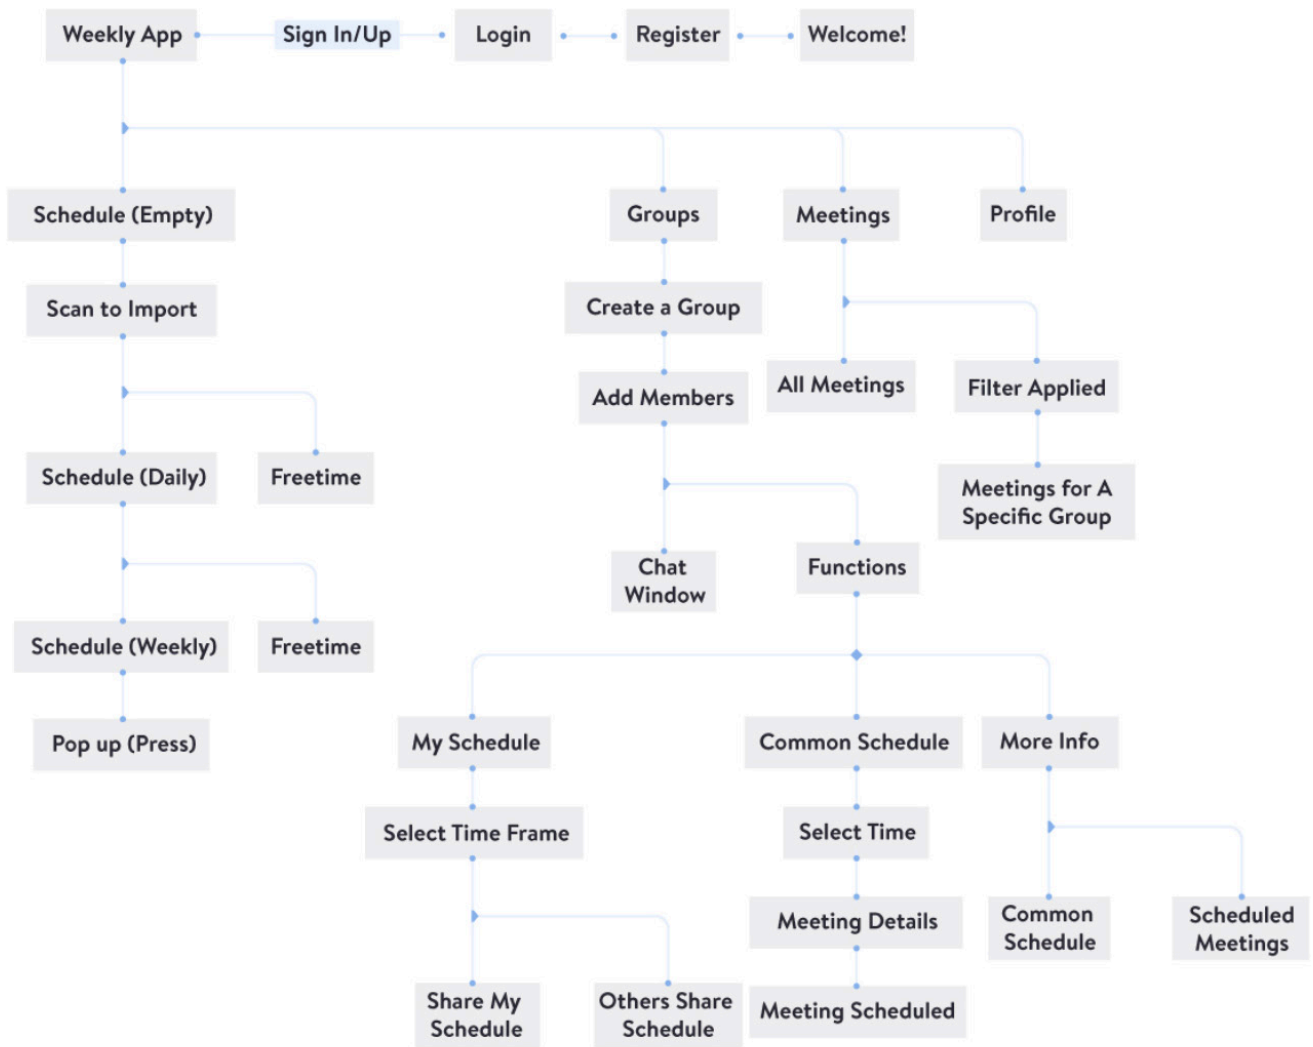 Weekly App
Sign In/Up
Login
Register
Welcome!
Schedule (Empty)
Groups
Meetings
Profile
Scan to Import
Create a Group
All Meetings
Filter Applied
Add Members
Schedule (Daily)
Freetime
Meetings for A
Specific Group
Chat
Window
Functions
Schedule (Weekly)
Freetime
Pop up (Press)
My Schedule
Common Schedule
More Info
Select Time Frame
Select Time
Meeting Details
Common
Schedule
Scheduled
Meetings
Share My
Schedule
Others Share
Schedule
Meeting Scheduled